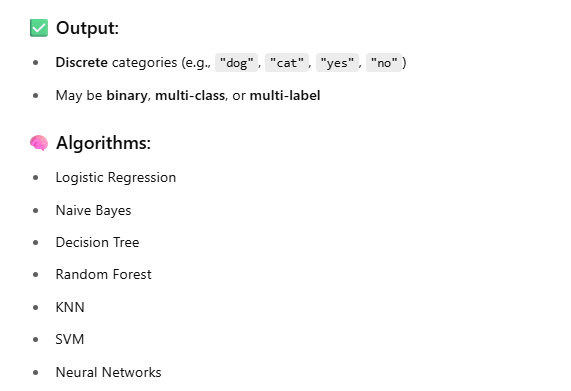 ✅ Output:
• Discrete categories (e.g., "dog", "cat", "yes", "no")
• May be binary, multi-class, or multi-label
🧠 Algorithms:
• Logistic Regression
• Naive Bayes
• Decision Tree
• Random Forest
• KNN
• SVM
• Neural Networks